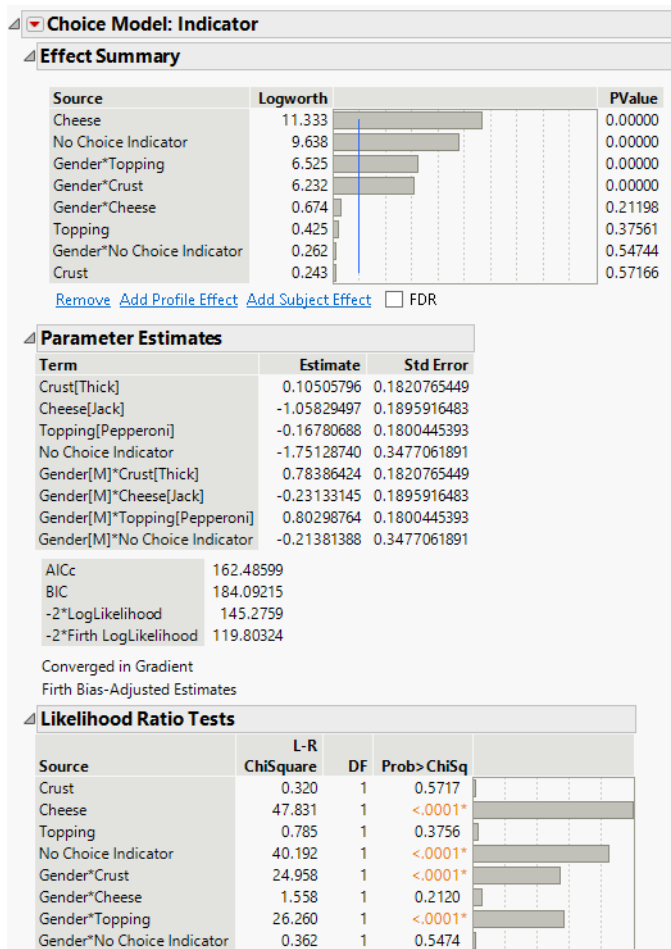 Choice Model: Indicator
Effect Summary
Source Logworth PValue
Cheese 11.333 0.00000
No Choice Indicator 9.638 0.00000
Gender*Topping 6.525 0.00000
Gender*Crust 6.232 0.00000
Gender*Cheese 0.674 0.21198
Topping 0.425 0.37561
Gender*No Choice Indicator 0.262 0.54744
Crust 0.243 0.57166
Remove Add Profile Effect Add Subject Effect FDR
Parameter Estimates
Term Estimate Std Error
Crust[Thick] 0.10505796 0.1820765449
Cheese[Jack] -1.05829497 0.1895916483
Topping[Pepperoni] -0.16780688 0.1800445393
No Choice Indicator -1.75128740 0.3477061891
Gender[M]*Crust[Thick] 0.78386424 0.1820765449
Gender[M]*Cheese[Jack] -0.23133145 0.1895916483
Gender[M]*Topping[Pepperoni] 0.80298764 0.1800445393
Gender[M]*No Choice Indicator -0.21381388 0.3477061891
AICc 162.48599
BIC 184.09215
-2*LogLikelihood 145.2759
-2*Firth LogLikelihood 119.80324
Converged in Gradient
Firth Bias-Adjusted Estimates
Likelihood Ratio Tests
L-R
Source ChiSquare DF Prob>ChiSq
Crust 0.320 1 0.5717
Cheese 47.831 1 <.0001*
Topping 0.785 1 0.3756
No Choice Indicator 40.192 1 <.0001*
Gender*Crust 24.958 1 <.0001*
Gender*Cheese 1.558 1 0.2120
Gender*Topping 26.260 1 <.0001*
Gender*No Choice Indicator 0.362 1 0.5474